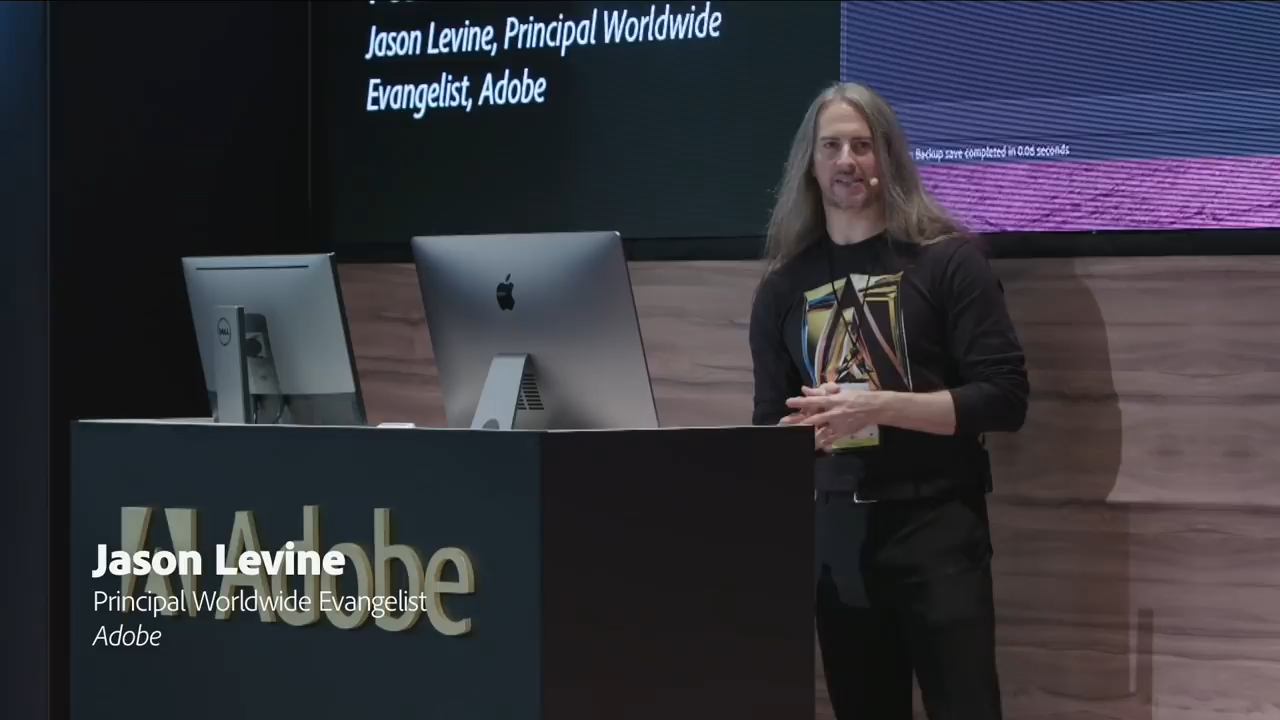 Jason Levine, Principal Worldwide
Evangelist, Adobe
Backup save completed in 0.06 seconds
DELL
Adobe
Jason Levine
Principal Worldwide Evangelist
Adobe